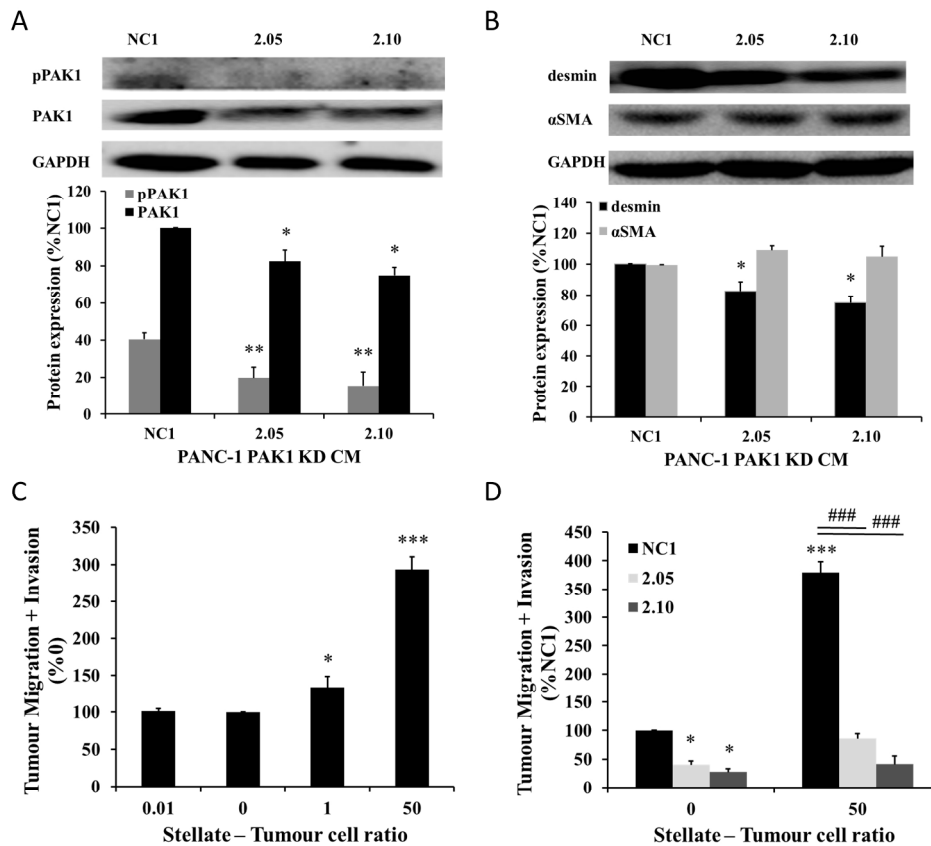 A
NC1 2.05 2.10
pPAK1
PAK1
GAPDH
pPAK1
PAK1
Protein expression (%NC1)
120
100
80
60
40
20
0
**
*
**
*
NC1 2.05 2.10
PANC-1 PAK1 KD CM
B
NC1 2.05 2.10
desmin
αSMA
GAPDH
desmin
αSMA
Protein expression (%NC1)
140
120
100
80
60
40
20
0
*
*
NC1 2.05 2.10
PANC-1 PAK1 KD CM
C
Tumour Migration + Invasion
(%0)
350
300
250
200
150
100
50
0
*
***
0.01 0 1 50
Stellate – Tumour cell ratio
D
NC1
2.05
2.10
Tumour Migration + Invasion
(%NC1)
450
400
350
300
250
200
150
100
50
0
*
*
***
###
###
0 50
Stellate – Tumour cell ratio